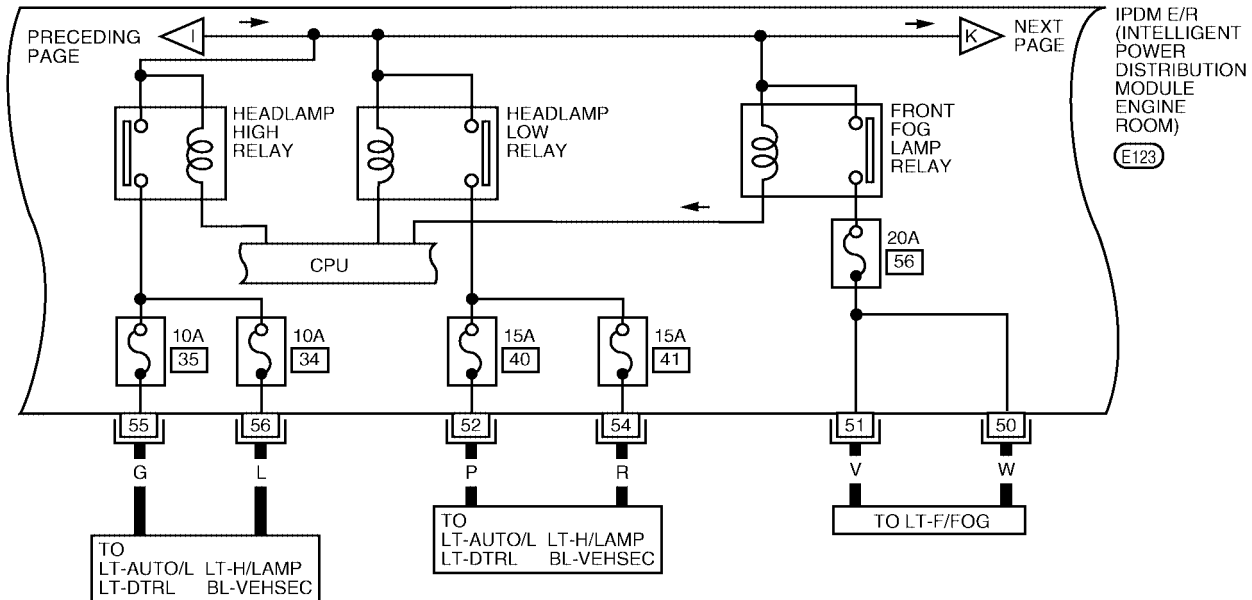 PRECEDING
PAGE
I
K
NEXT
PAGE
IPDM E/R
(INTELLIGENT
POWER
DISTRIBUTION
MODULE
ENGINE
ROOM)
E123
HEADLAMP
HIGH
RELAY
HEADLAMP
LOW
RELAY
FRONT
FOG
LAMP
RELAY
CPU
20A
56
10A
35
10A
34
15A
40
15A
41
55
56
52
54
51
50
G
L
P
R
V
W
TO
LT-AUTO/L LT-H/LAMP
LT-DTRL BL-VEHSEC
TO
LT-AUTO/L LT-H/LAMP
LT-DTRL BL-VEHSEC
TO LT-F/FOG